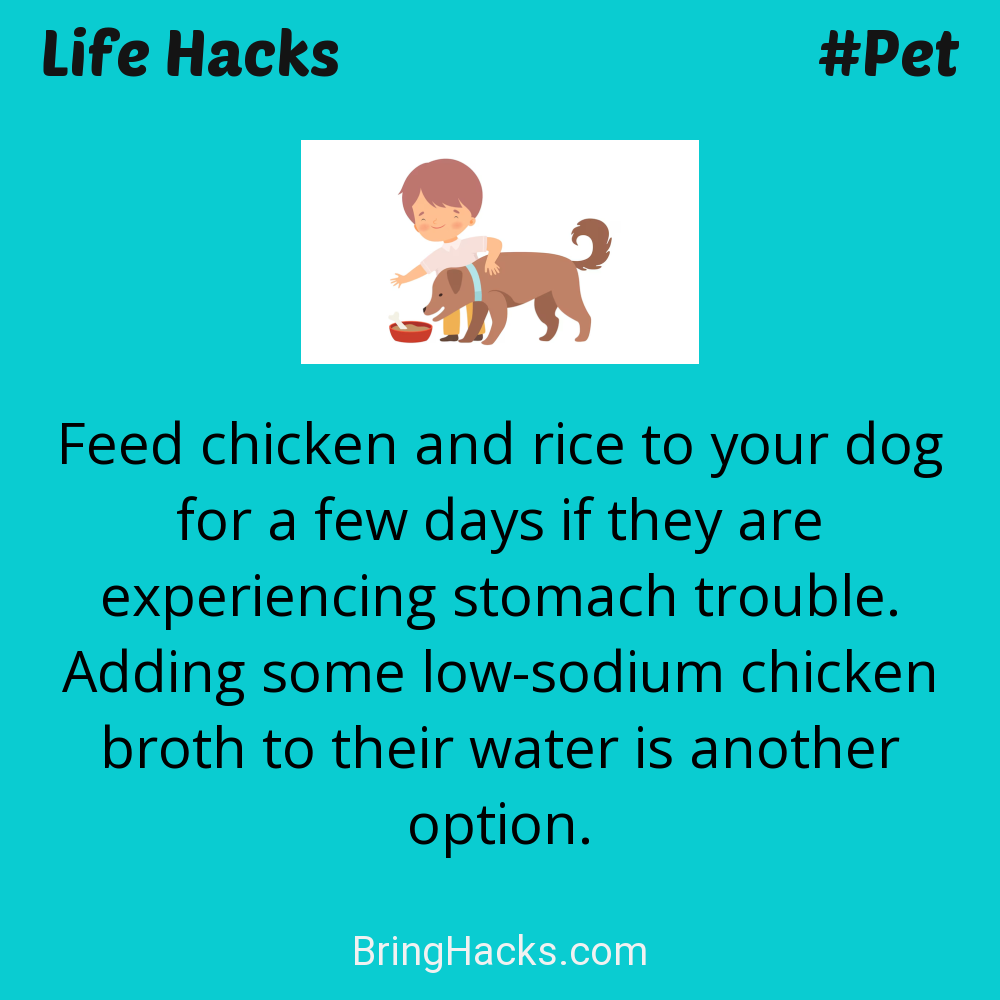 Life Hacks #Pet
Feed chicken and rice to your dog
for a few days if they are
experiencing stomach trouble.
Adding some low-sodium chicken
broth to their water is another
option.
BringHacks.com